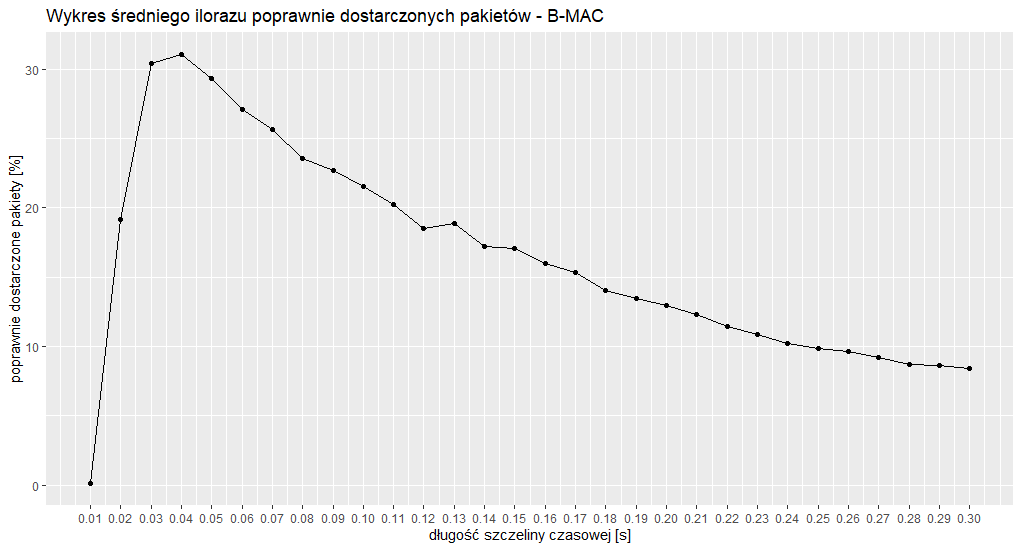 Wykres średniego ilorazu poprawnie dostarczonych pakietów - B-MAC
poprawnie dostarczone pakiety [%]
30
20
10
0
0.01 0.02 0.03 0.04 0.05 0.06 0.07 0.08 0.09 0.10 0.11 0.12 0.13 0.14 0.15 0.16 0.17 0.18 0.19 0.20 0.21 0.22 0.23 0.24 0.25 0.26 0.27 0.28 0.29 0.30
długość szczeliny czasowej [s]